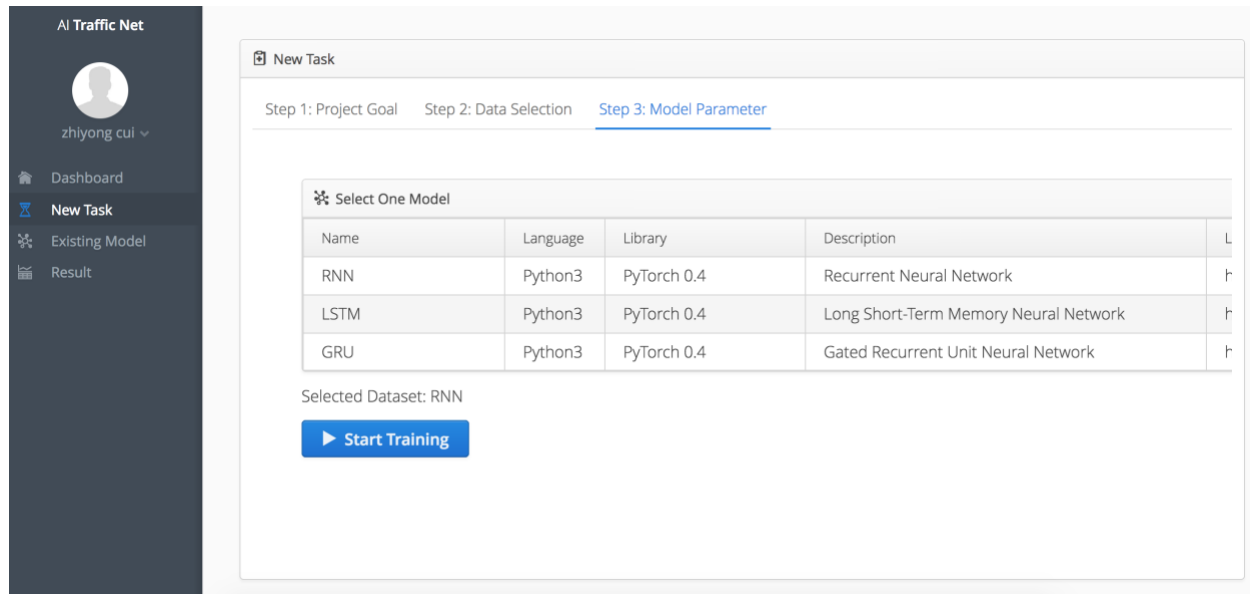 AI Traffic Net
zhiyong cui
Dashboard
New Task
Existing Model
Result
New Task
Step 1: Project Goal Step 2: Data Selection Step 3: Model Parameter
Select One Model
Name Language Library Description L
RNN Python3 PyTorch 0.4 Recurrent Neural Network h
LSTM Python3 PyTorch 0.4 Long Short-Term Memory Neural Network h
GRU Python3 PyTorch 0.4 Gated Recurrent Unit Neural Network h
Selected Dataset: RNN
Start Training